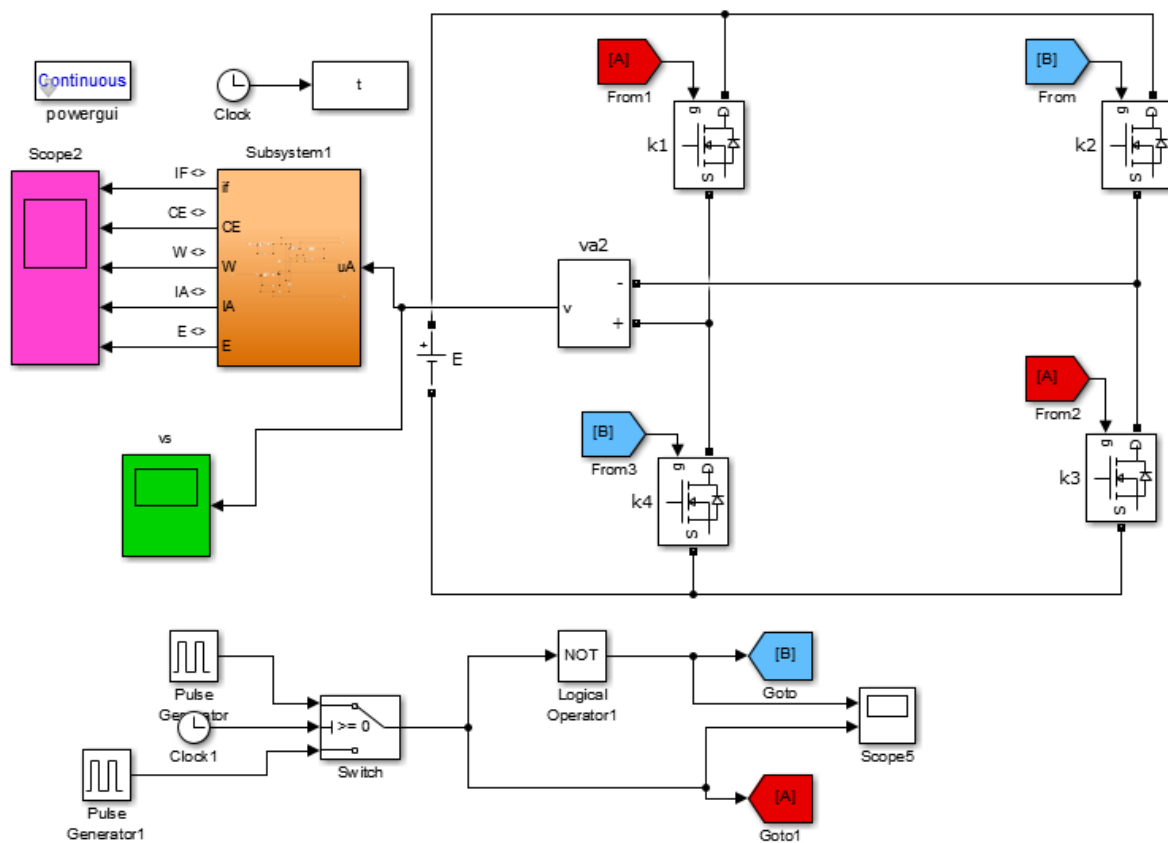 Continuous
powergui
Clock
t
[A]
From1
[B]
From
g
D
S
k1
g
D
S
k2
Scope2
Subsystem1
IF <>
if
CE <>
CE
W <>
W
IA <>
IA
E <>
E
uA
va2
v
-
+
+
E
[A]
From2
[B]
From3
g
D
S
k4
g
D
S
k3
vs
Pulse
Generator
Clock1
>= 0
Switch
Pulse
Generator1
NOT
Logical
Operator1
[B]
Goto
Scope5
[A]
Goto1